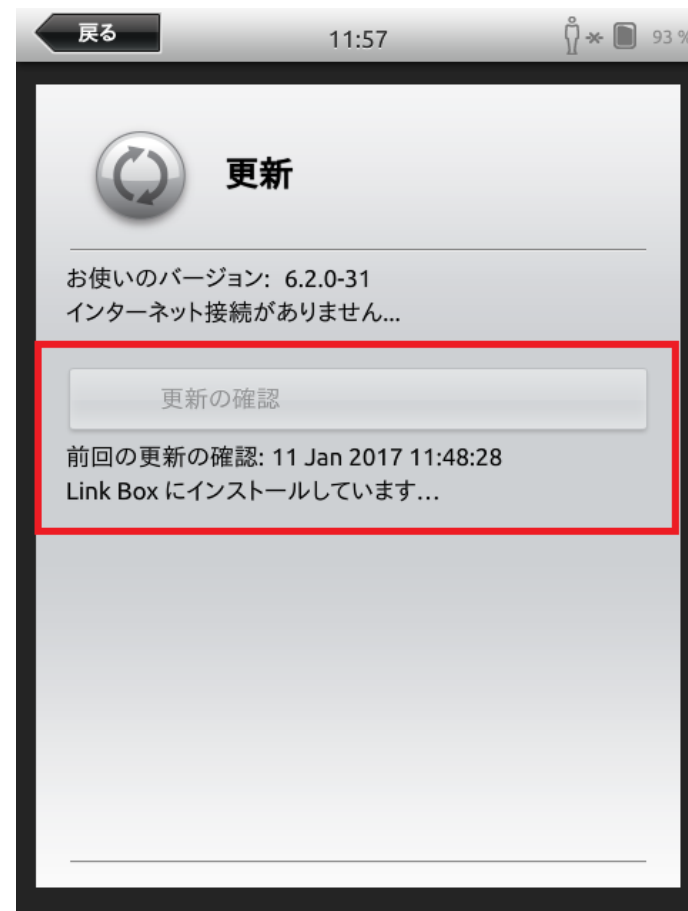 戻る
11:57
93 %
更新
お使いのバージョン: 6.2.0-31
インターネット接続がありません...
更新の確認
前回の更新の確認: 11 Jan 2017 11:48:28
Link Box にインストールしています...